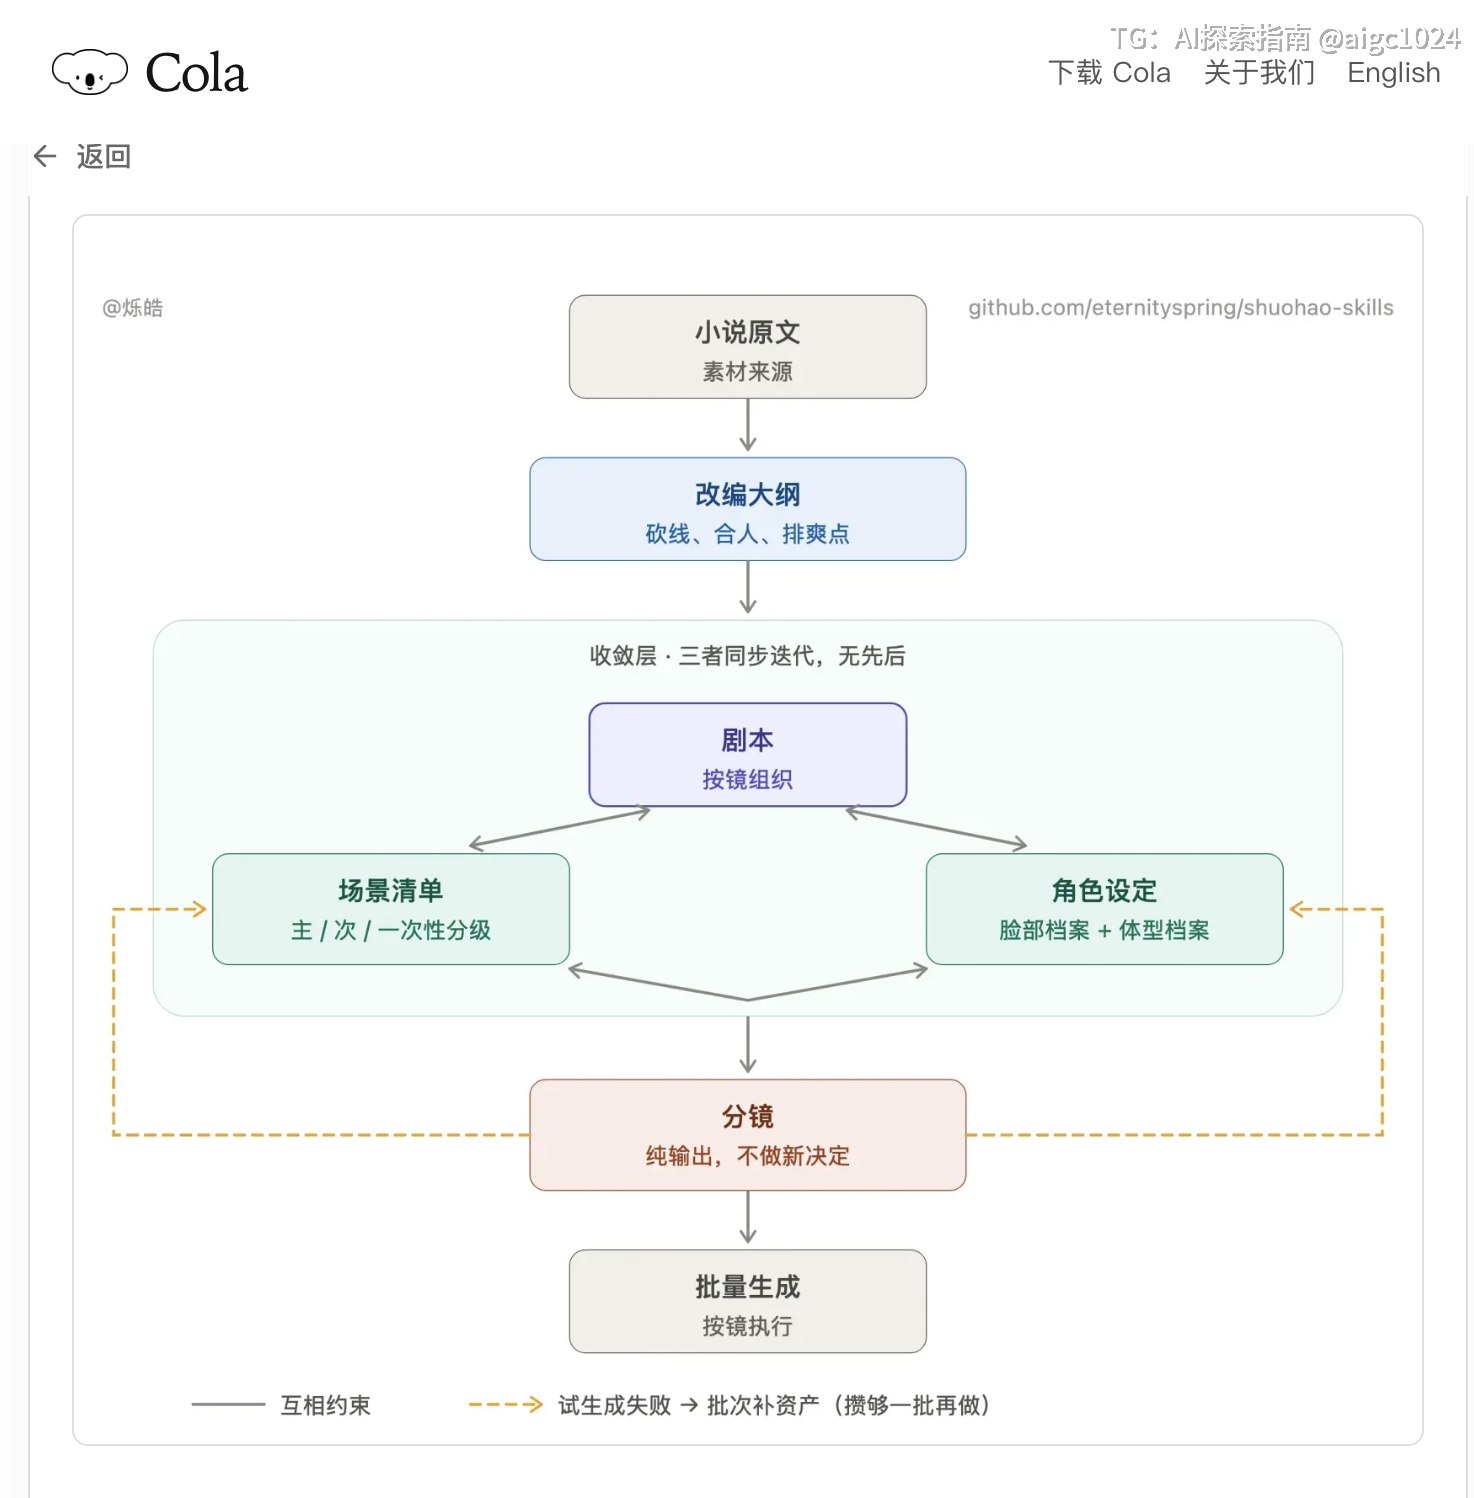 TG：AI探索指南 @aigc1024
Cola
下载 Cola 关于我们 English
← 返回
@烁皓
github.com/eternityspring/shuohao-skills
小说原文
素材来源
改编大纲
砍线、合人、排爽点
收敛层 · 三者同步迭代，无先后
剧本
按镜组织
场景清单
主 / 次 / 一次性分级
角色设定
脸部档案 + 体型档案
分镜
纯输出，不做新决定
批量生成
按镜执行
互相约束
试生成失败 → 批次补资产（攒够一批再做）